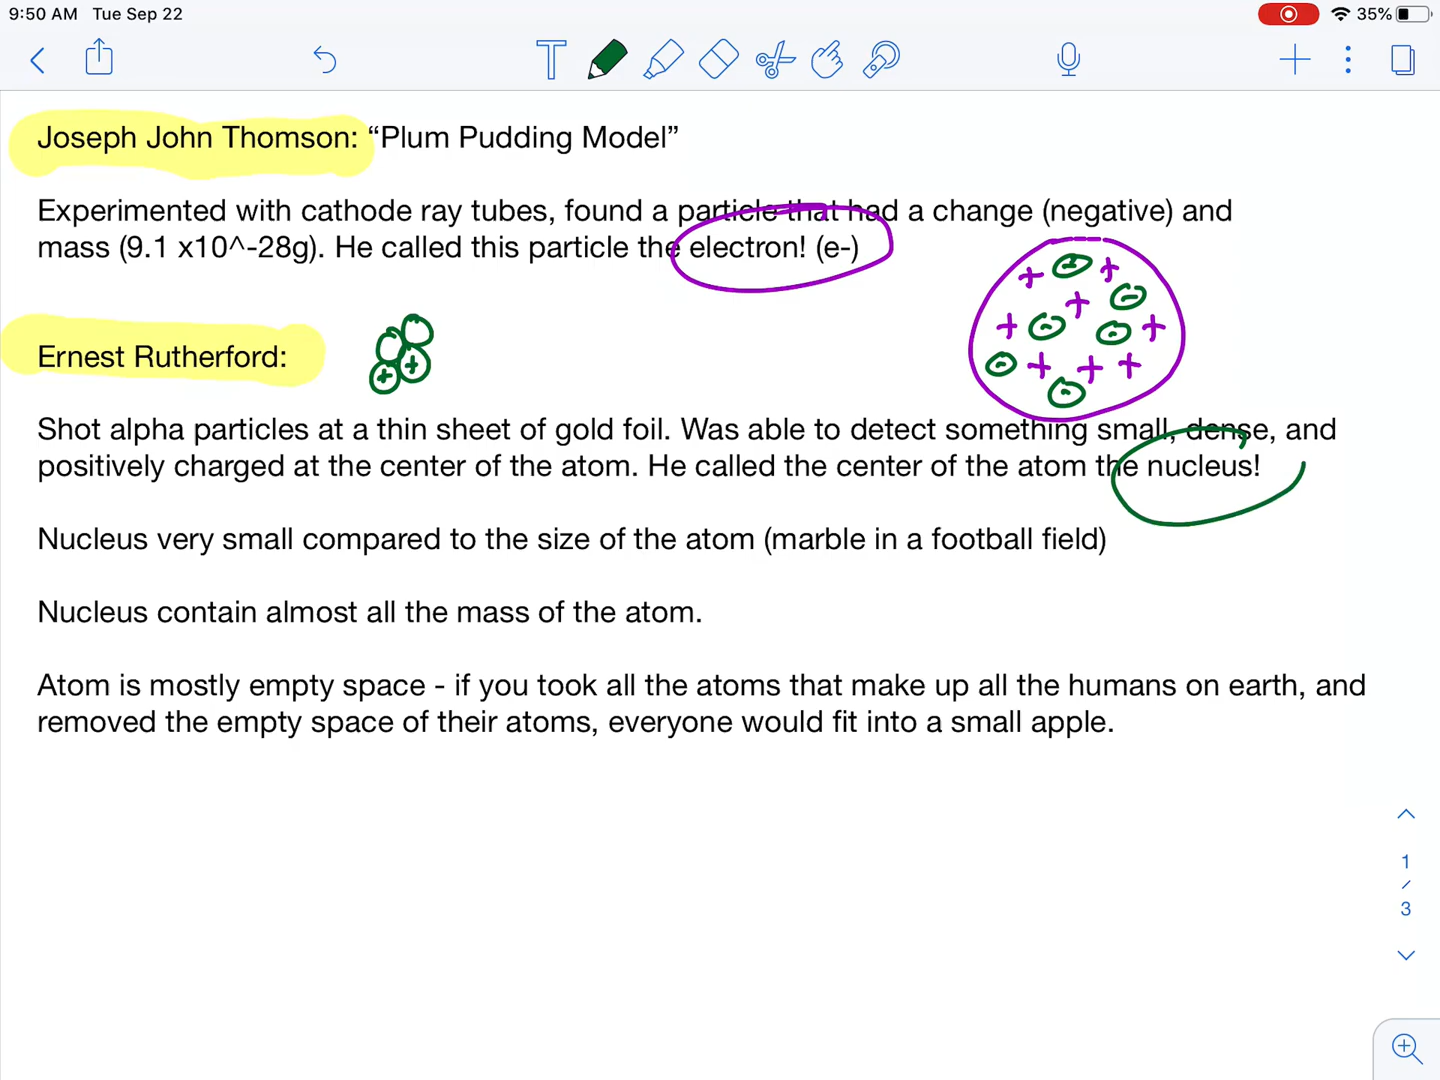 9:50 AM Tue Sep 22
35%
T
Joseph John Thomson: “Plum Pudding Model”
Experimented with cathode ray tubes, found a particle that had a change (negative) and
mass (9.1 x10^-28g). He called this particle the electron! (e-)
Ernest Rutherford:
Shot alpha particles at a thin sheet of gold foil. Was able to detect something small, dense, and
positively charged at the center of the atom. He called the center of the atom the nucleus!
Nucleus very small compared to the size of the atom (marble in a football field)
Nucleus contain almost all the mass of the atom.
Atom is mostly empty space - if you took all the atoms that make up all the humans on earth, and
removed the empty space of their atoms, everyone would fit into a small apple.
1
/
3